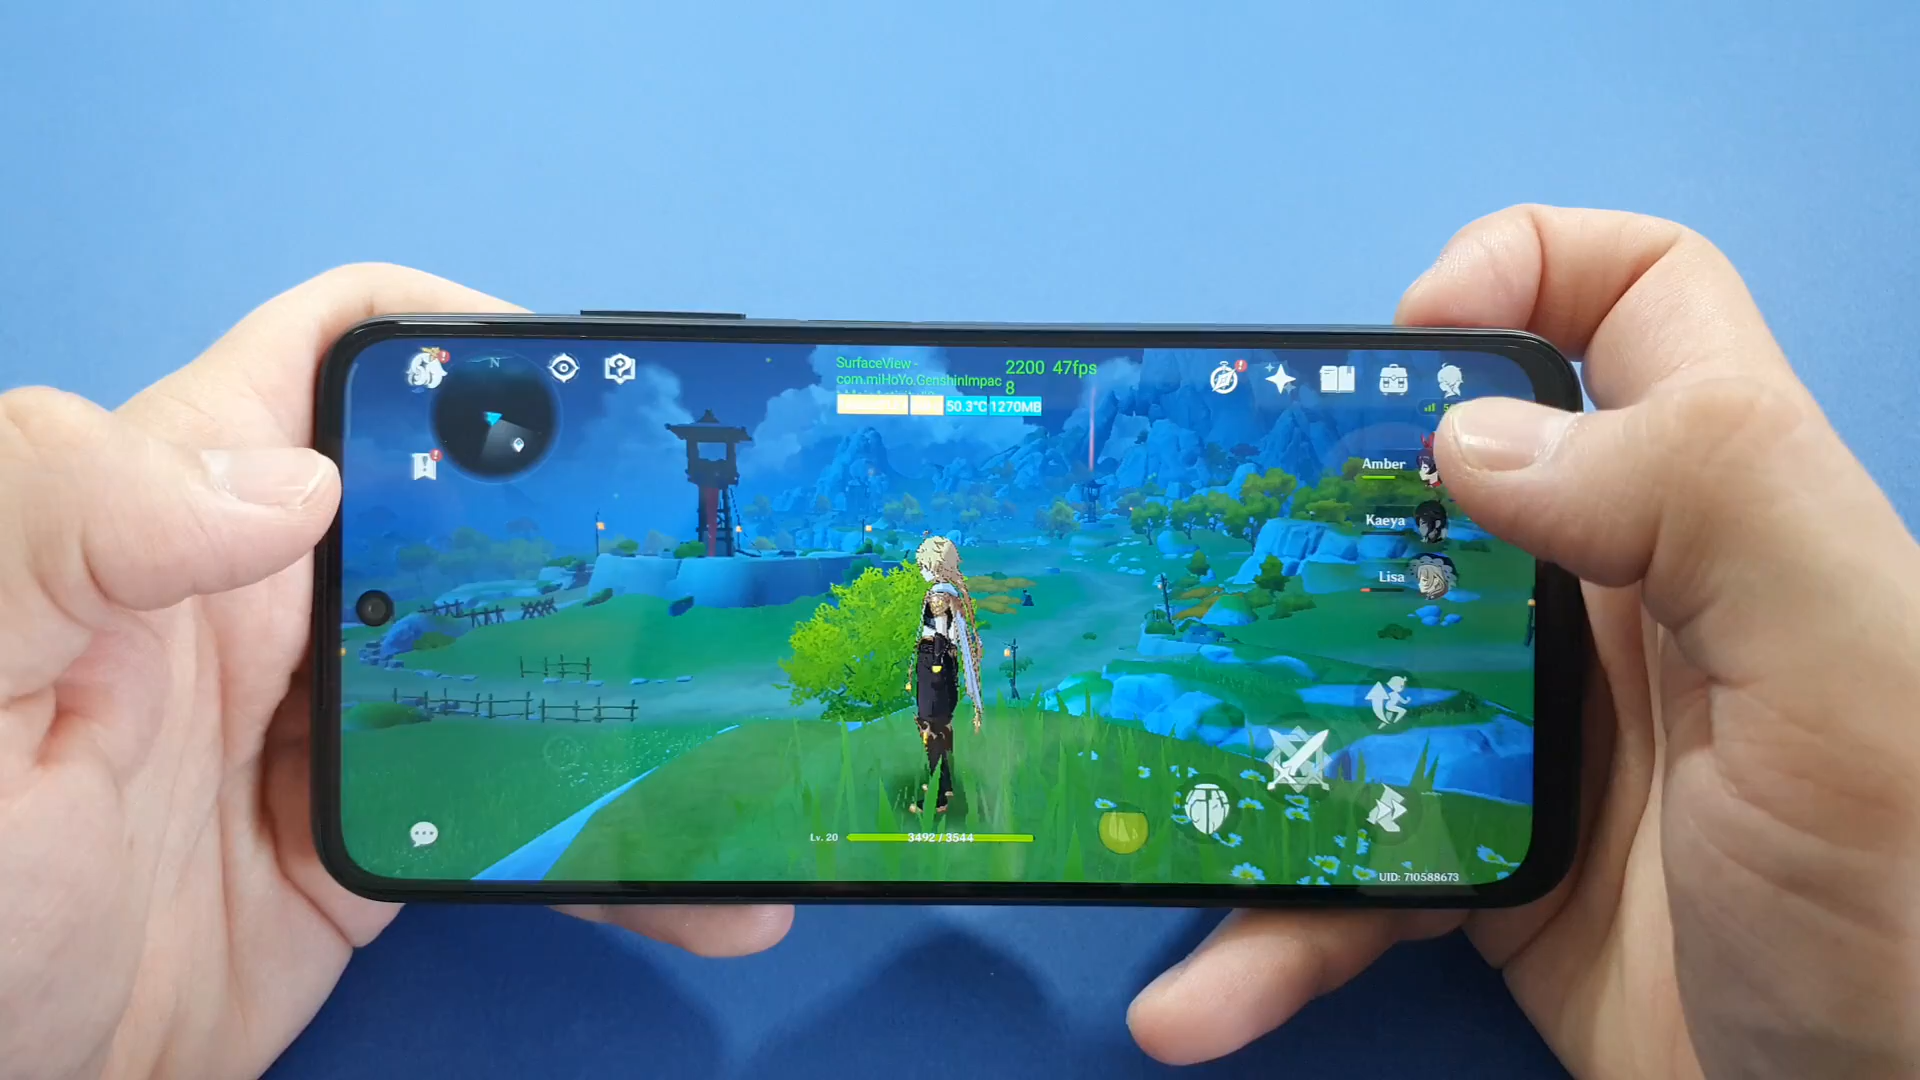 N
SurfaceView -
com.miHoYo.GenshinImpac
2200 47fps
8
50.3°C 1270MB
Amber
Kaeya
Lisa
Lv. 20
3492 / 3544
UID: 710588673